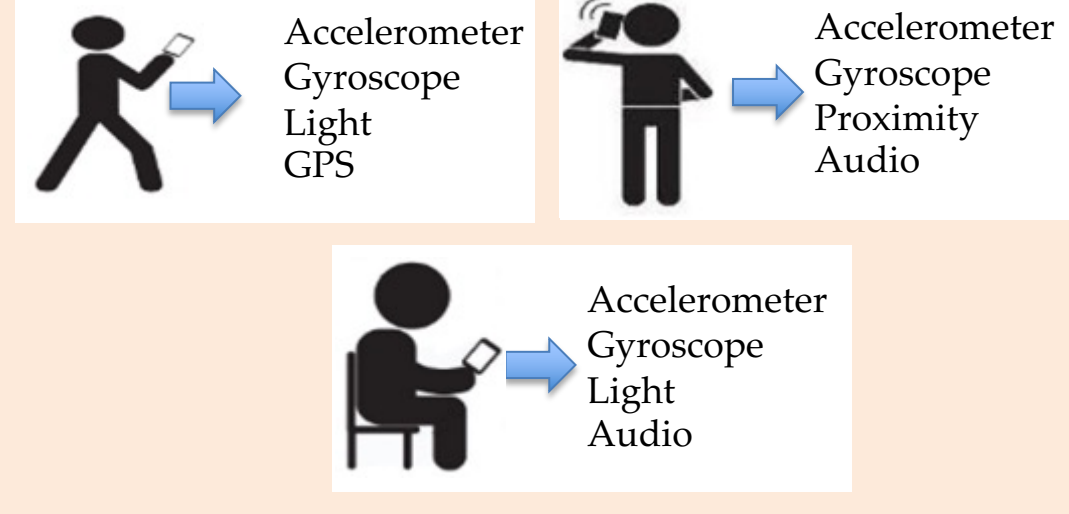 Accelerometer
Gyroscope
Light
GPS
Accelerometer
Gyroscope
Proximity
Audio
Accelerometer
Gyroscope
Light
Audio